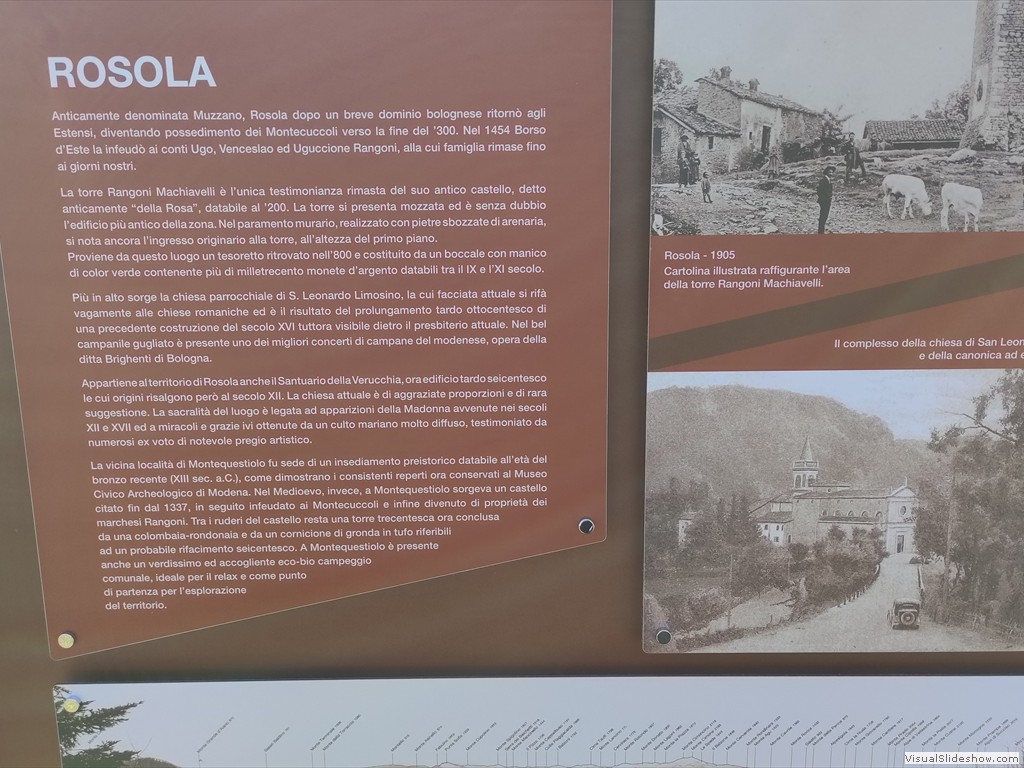 ROSOLA
Anticamente denominata Muzzano, Rosola dopo un breve dominio bolognese ritornò agli
Estensi, diventando possedimento dei Montecuccoli verso la fine del '300. Nel 1454 Borso
d'Este la infeudò ai conti Ugo, Venceslao ed Uguccione Rangoni, alla cui famiglia rimase fino
ai giorni nostri.
La torre Rangoni Machiavelli è l'unica testimonianza rimasta del suo antico castello, detto
anticamente "della Rosa", databile al '200. La torre si presenta mozzata ed è senza dubbio
l'edificio più antico della zona. Nel paramento murario, realizzato con pietre sbozzate di arenaria,
si nota ancora l'ingresso originario alla torre, all'altezza del primo piano.
Proviene da questo luogo un tesoretto ritrovato nell'800 e costituito da un boccale con manico
di color verde contenente più di milletrecento monete d'argento databili tra il IX e l'XI secolo.
Più in alto sorge la chiesa parrocchiale di S. Leonardo Limosino, la cui facciata attuale si rifà
vagamente alle chiese romaniche ed è il risultato del prolungamento tardo ottocentesco di
una precedente costruzione del secolo XVI tuttora visibile dietro il presbiterio attuale. Nel bel
campanile gugliato è presente uno dei migliori concerti di campane del modenese, opera della
ditta Brighenti di Bologna.
Appartiene al territorio di Rosola anche il Santuario della Verucchia, ora edificio tardo seicentesco
le cui origini risalgono però al secolo XII. La chiesa attuale è di aggraziate proporzioni e di rara
suggestione. La sacralità del luogo è legata ad apparizioni della Madonna avvenute nei secoli
XII e XVII ed a miracoli e grazie ivi ottenute da un culto mariano molto diffuso, testimoniato da
numerosi ex voto di notevole pregio artistico.
La vicina località di Montequestiolo fu sede di un insediamento preistorico databile all'età del
bronzo recente (XIII sec. a.C.), come dimostrano i consistenti reperti ora conservati al Museo
Civico Archeologico di Modena. Nel Medioevo, invece, a Montequestiolo sorgeva un castello
citato fin dal 1337, in seguito infeudato ai Montecuccoli e infine divenuto di proprietà dei
marchesi Rangoni. Tra i ruderi del castello resta una torre trecentesca ora conclusa
da una colombaia-rondonaia e da un cornicione di gronda in tufo riferibili
ad un probabile rifacimento seicentesco. A Montequestiolo è presente
anche un verdissimo ed accogliente eco-bio campeggio
comunale, ideale per il relax e come punto
di partenza per l'esplorazione
del territorio.
Rosola - 1905
Cartolina illustrata raffigurante l'area
della torre Rangoni Machiavelli.
Il complesso della chiesa di San Leon
e della canonica ad
VisualSlideshow.com